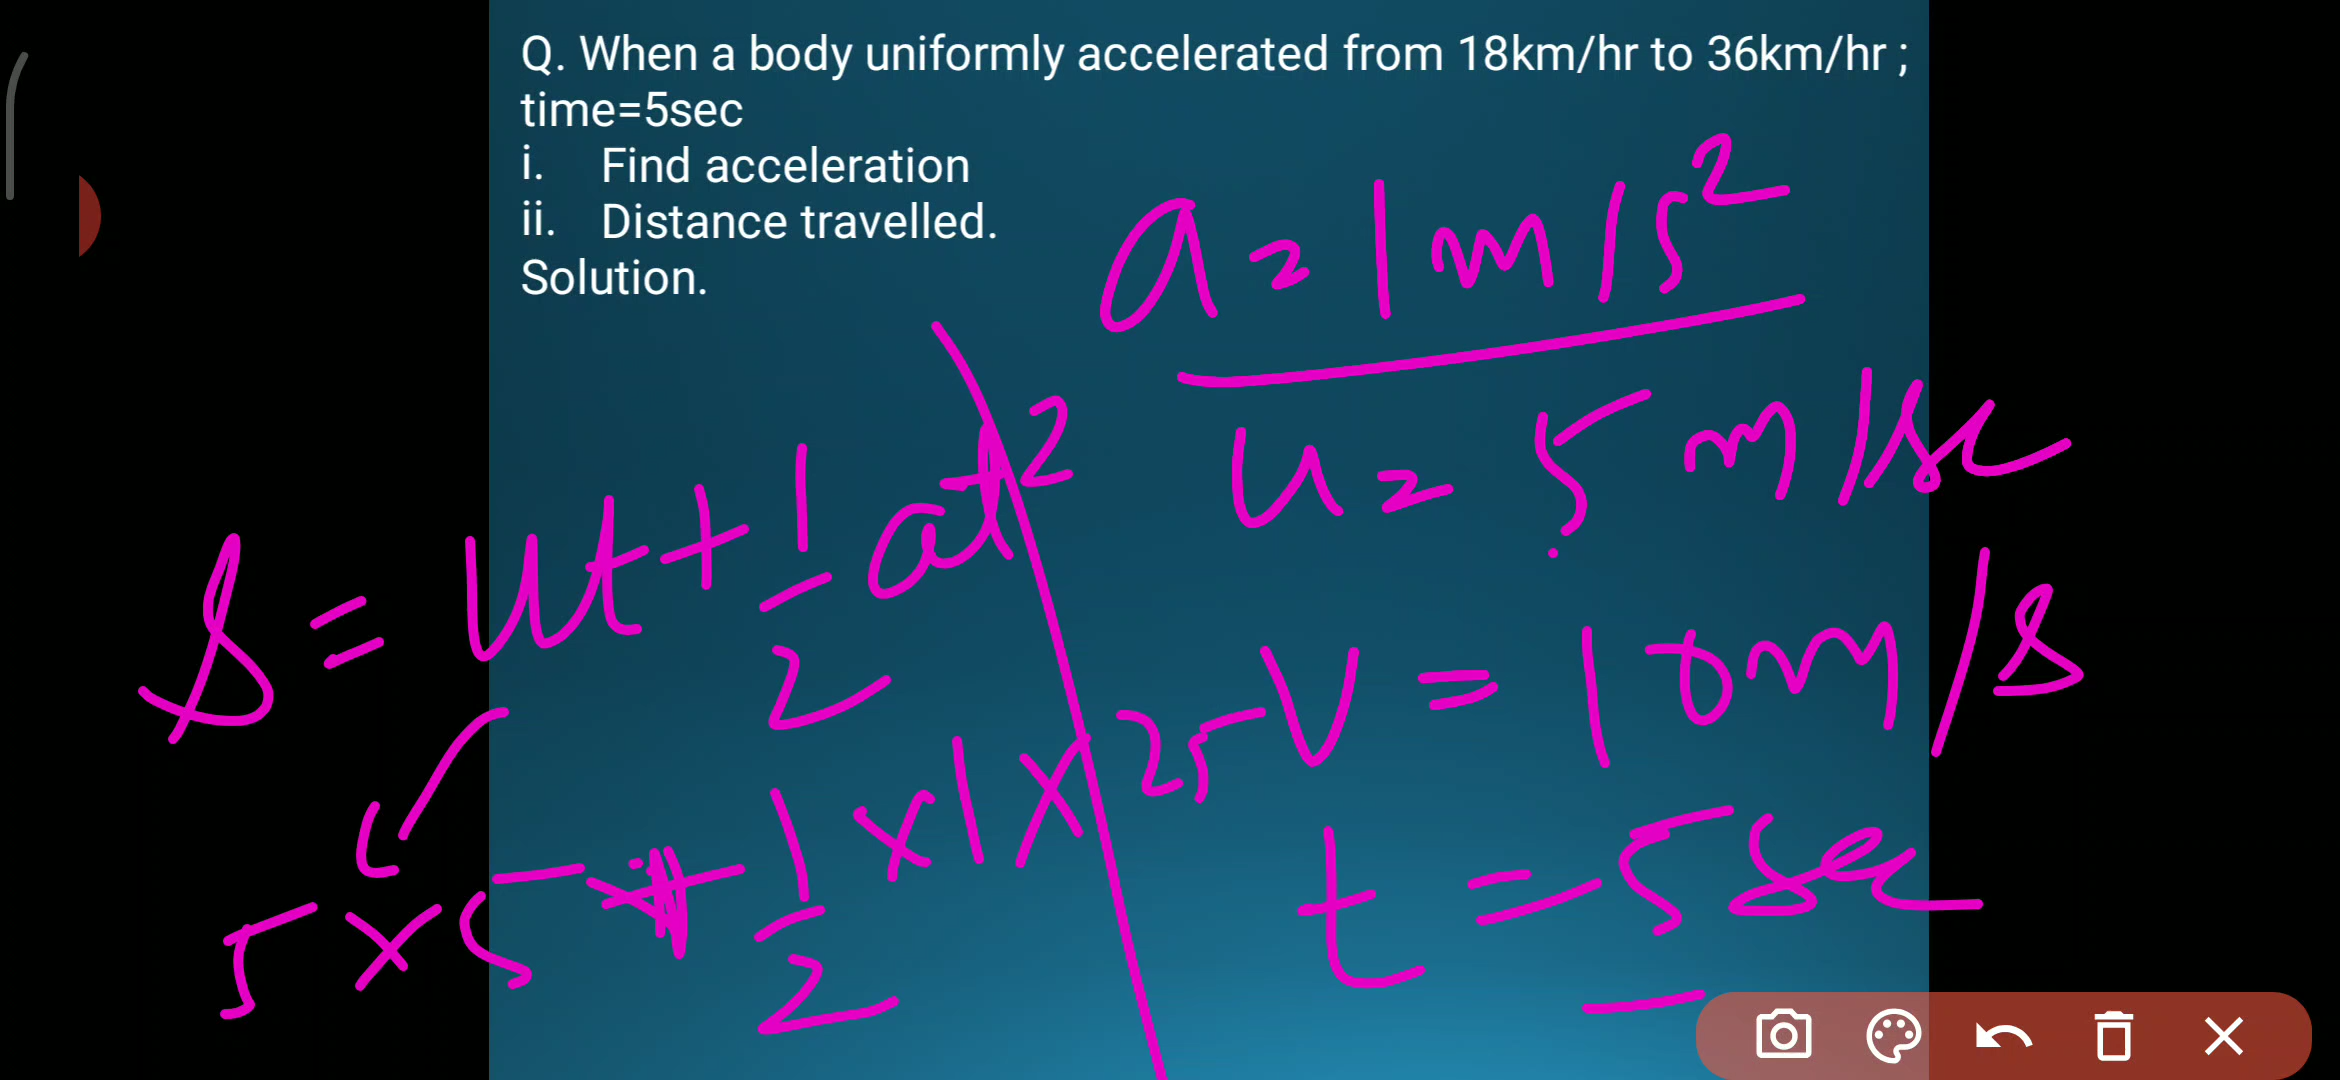 Q. When a body uniformly accelerated from 18km/hr to 36km/hr ;
time=5sec
i. Find acceleration
ii. Distance travelled.
Solution.
a = 1 m/s²
u = 5 m/sec
S = ut + 1/2 at²
v = 10 m/s
5 × 5 + 1/2 × 1 × 25
t = 5 sec